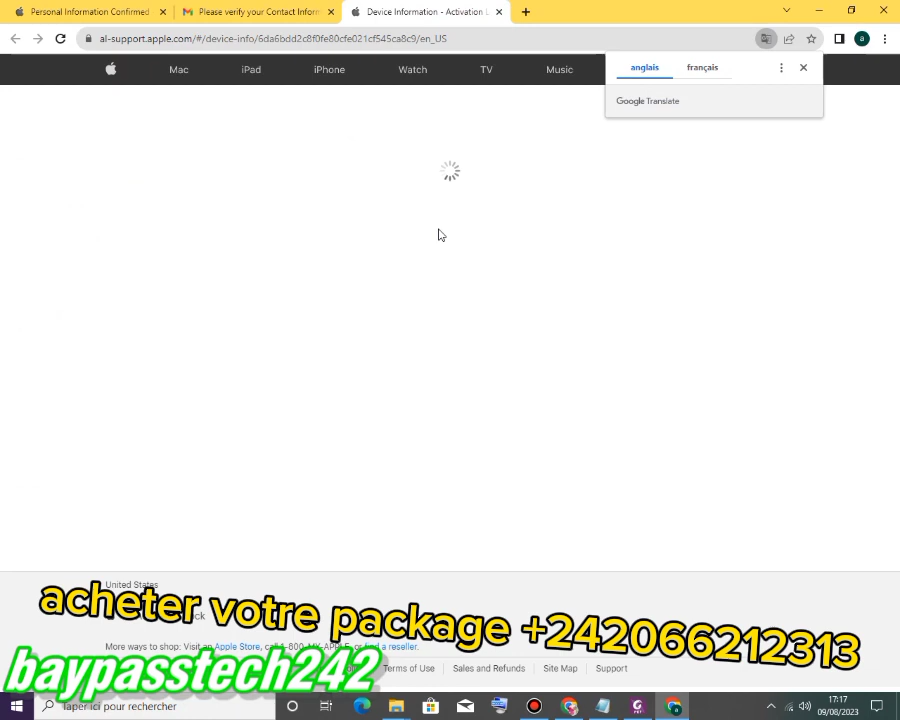 Personal Information Confirmed
Please verify your Contact Inform
Device Information - Activation L
al-support.apple.com/#/device-info/6da6bdd2c8f0fe80cfe021cf545ca8c9/en_US
anglais
français
Google Translate
Mac
iPad
iPhone
Watch
TV
Music
United States
acheter votre package +242066212313
More ways to shop: Visit an Apple Store, call 1-800-MY-APPLE, or find a reseller.
baypasstech242
Terms of Use
Sales and Refunds
Site Map
Support
Taper ici pour rechercher
17:17
09/08/2023